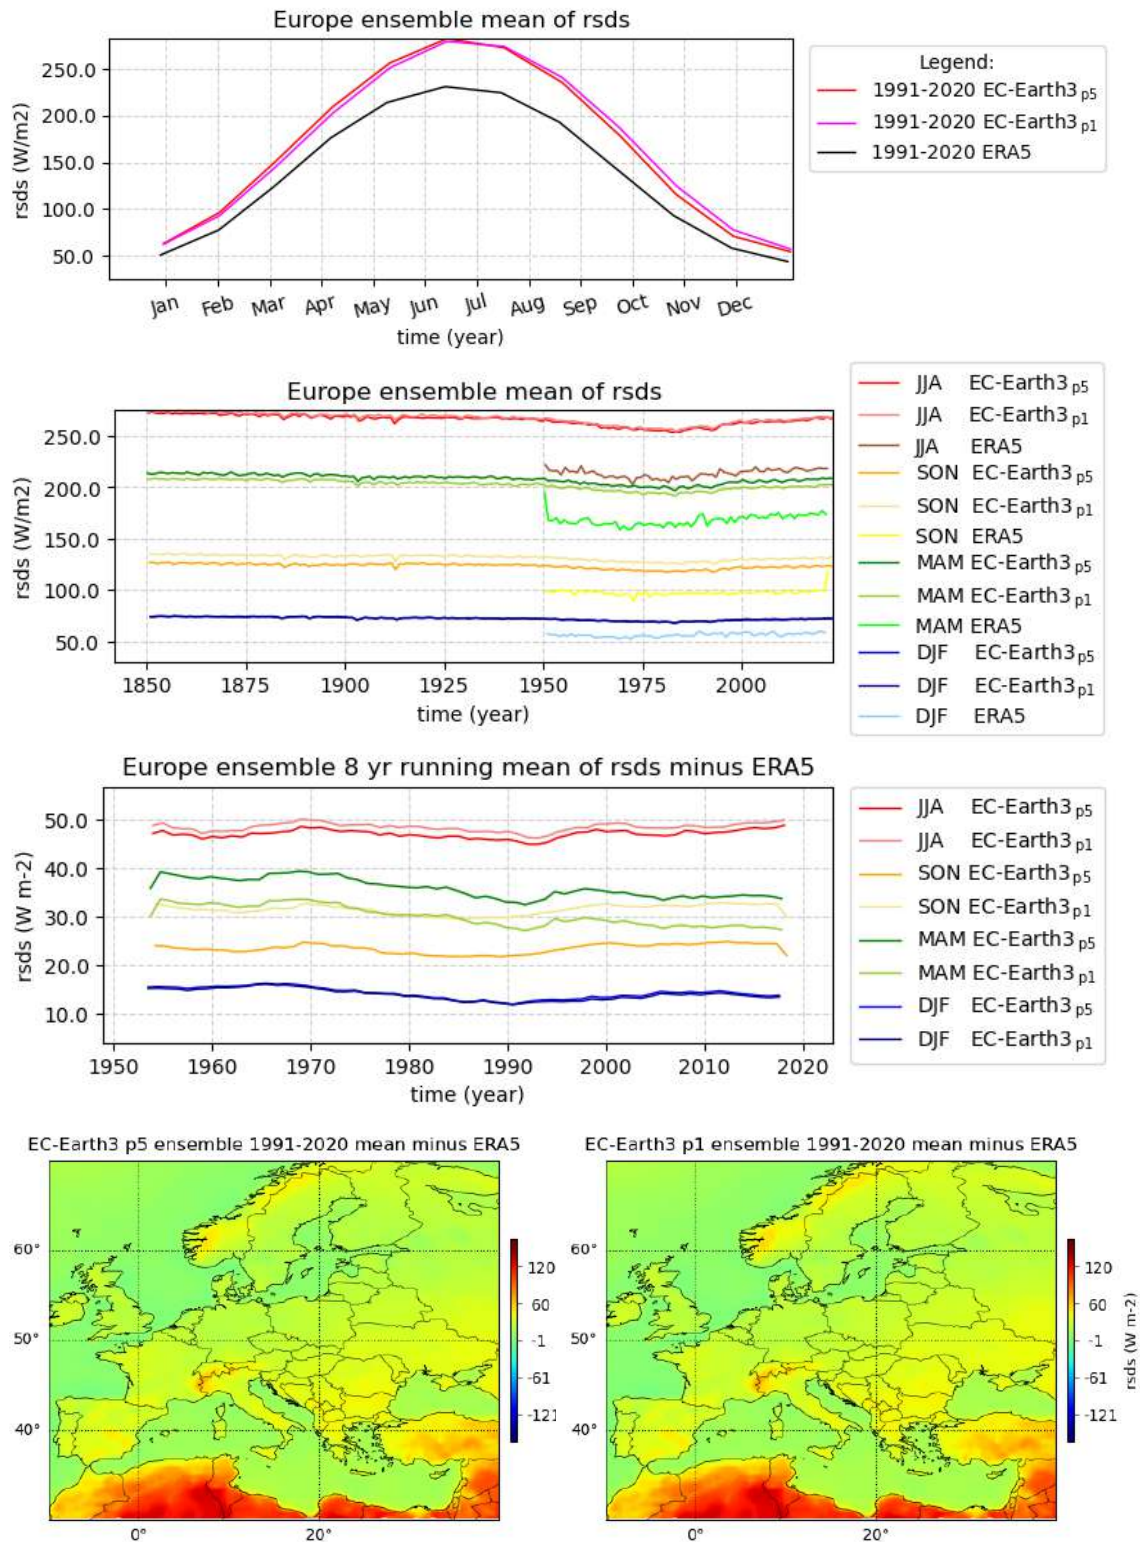 Europe ensemble mean of rsds
250.0
200.0
150.0
100.0
50.0
rsds (W/m2)
Jan Feb Mar Apr May Jun Jul Aug Sep Oct Nov Dec
time (year)
Legend:
1991-2020 EC-Earth3 p5
1991-2020 EC-Earth3 p1
1991-2020 ERA5
Europe ensemble mean of rsds
250.0
200.0
150.0
100.0
50.0
rsds (W/m2)
1850 1875 1900 1925 1950 1975 2000
time (year)
JJA EC-Earth3 p5
JJA EC-Earth3 p1
JJA ERA5
SON EC-Earth3 p5
SON EC-Earth3 p1
SON ERA5
MAM EC-Earth3 p5
MAM EC-Earth3 p1
MAM ERA5
DJF EC-Earth3 p5
DJF EC-Earth3 p1
DJF ERA5
Europe ensemble 8 yr running mean of rsds minus ERA5
50.0
40.0
30.0
20.0
10.0
rsds (W m-2)
1950 1960 1970 1980 1990 2000 2010 2020
time (year)
JJA EC-Earth3 p5
JJA EC-Earth3 p1
SON EC-Earth3 p5
SON EC-Earth3 p1
MAM EC-Earth3 p5
MAM EC-Earth3 p1
DJF EC-Earth3 p5
DJF EC-Earth3 p1
EC-Earth3 p5 ensemble 1991-2020 mean minus ERA5
60°
50°
40°
0° 20°
120
60
-1
-61
-121
EC-Earth3 p1 ensemble 1991-2020 mean minus ERA5
60°
50°
40°
0° 20°
120
60
-1
-61
-121
rsds (W m-2)